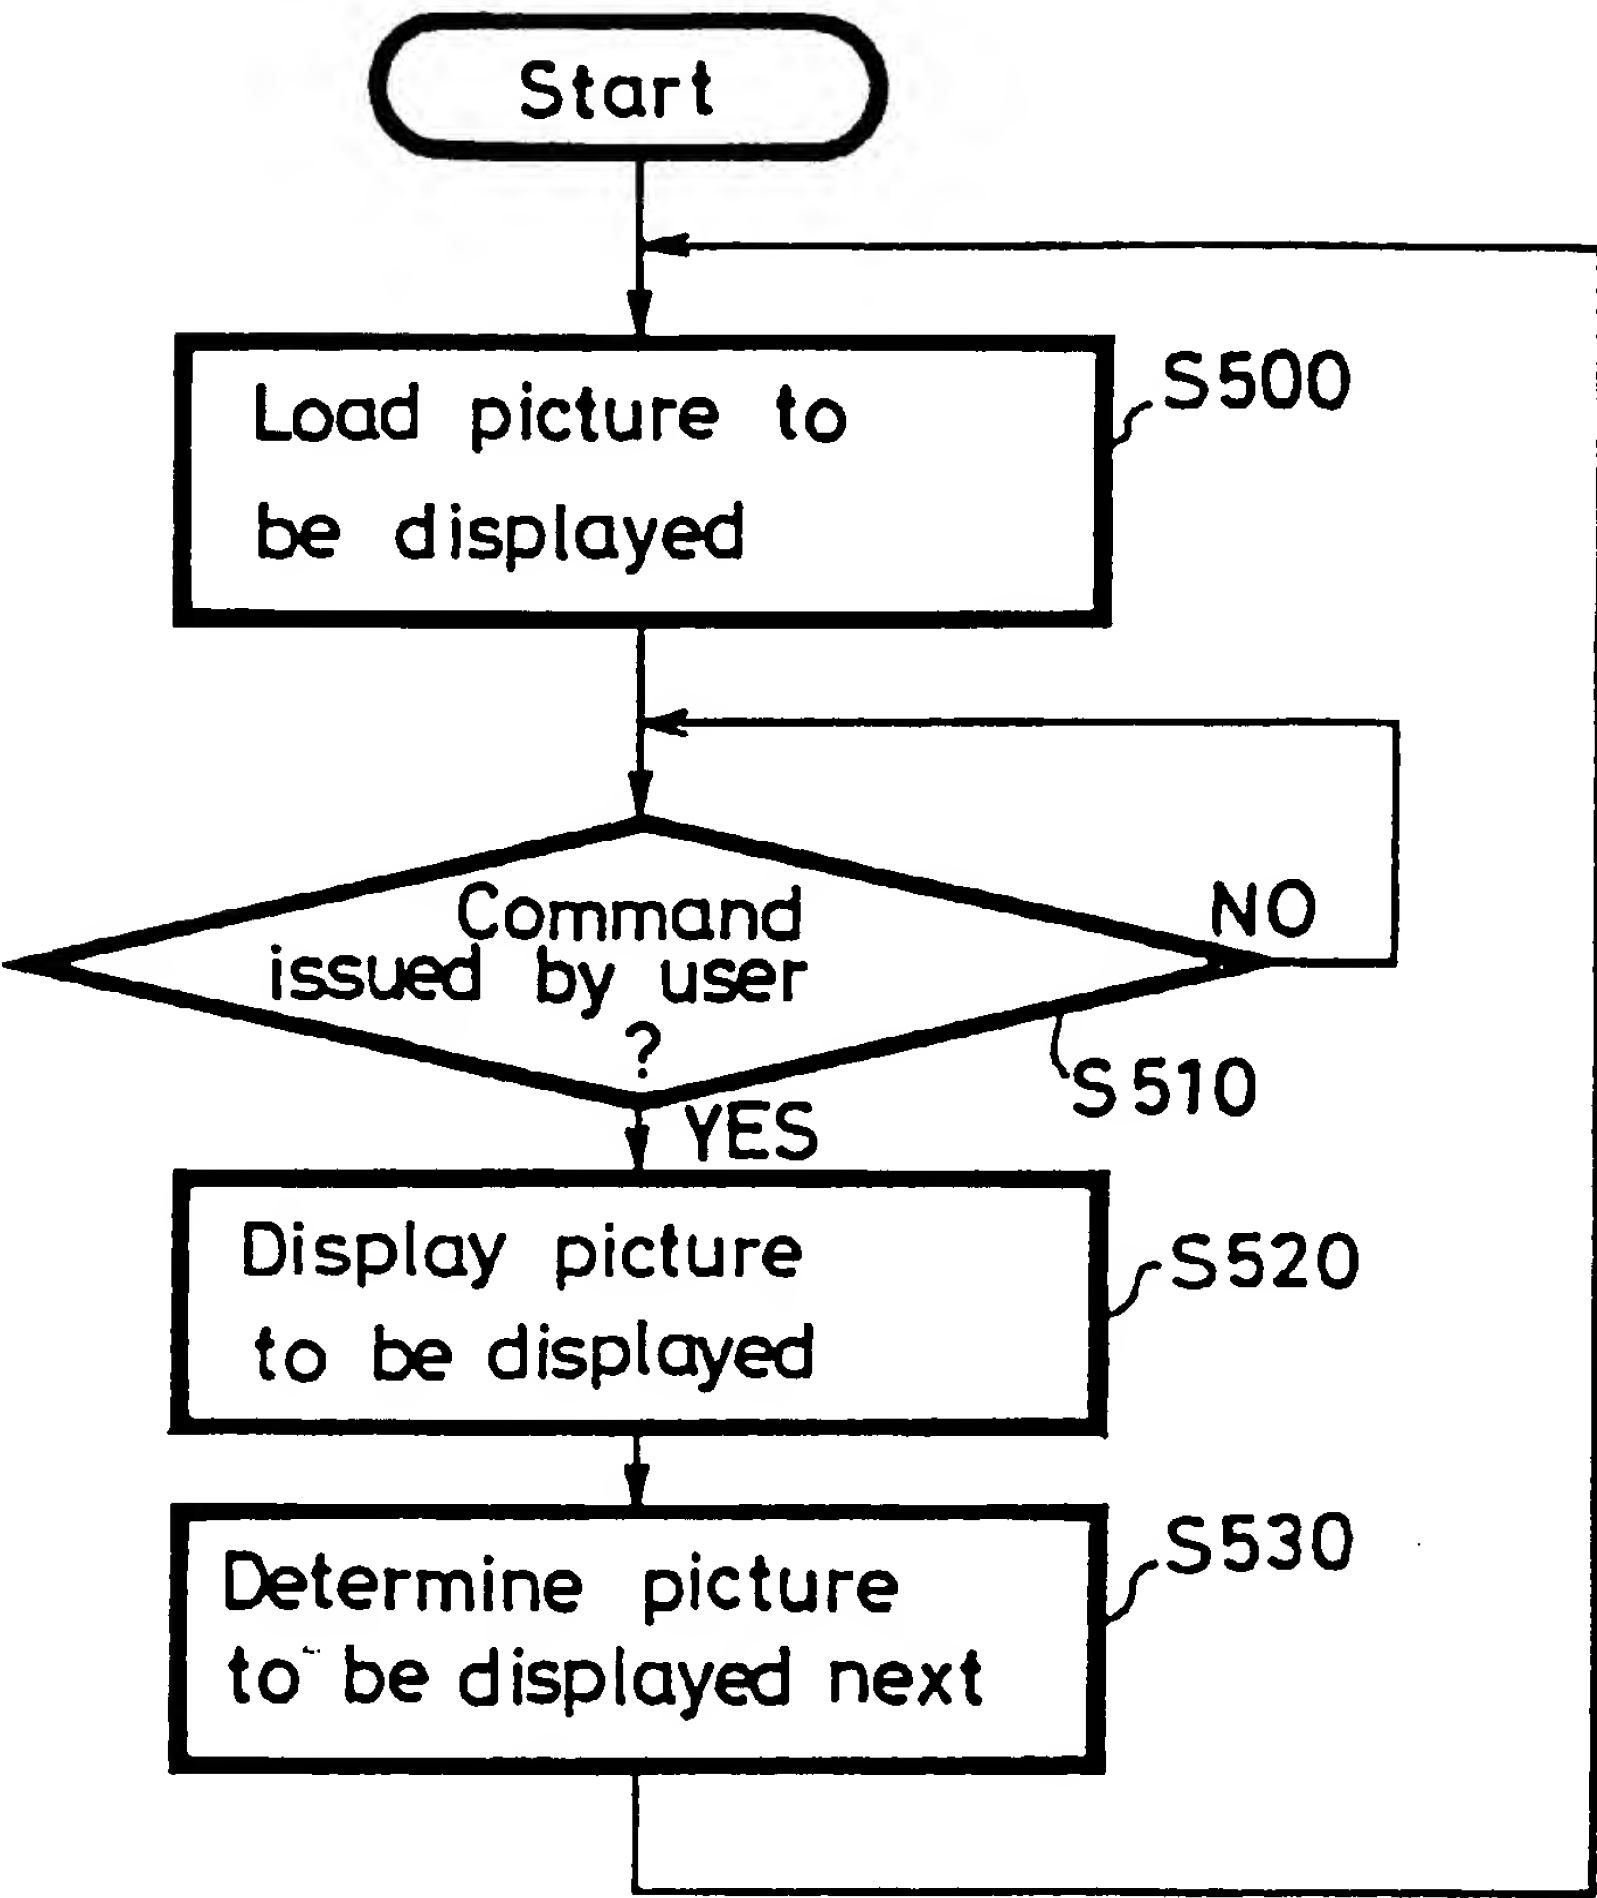 Start
Load picture to
be displayed
S500
Command
issued by user
?
NO
S510
YES
Display picture
to be displayed
S520
Determine picture
to be displayed next
S530